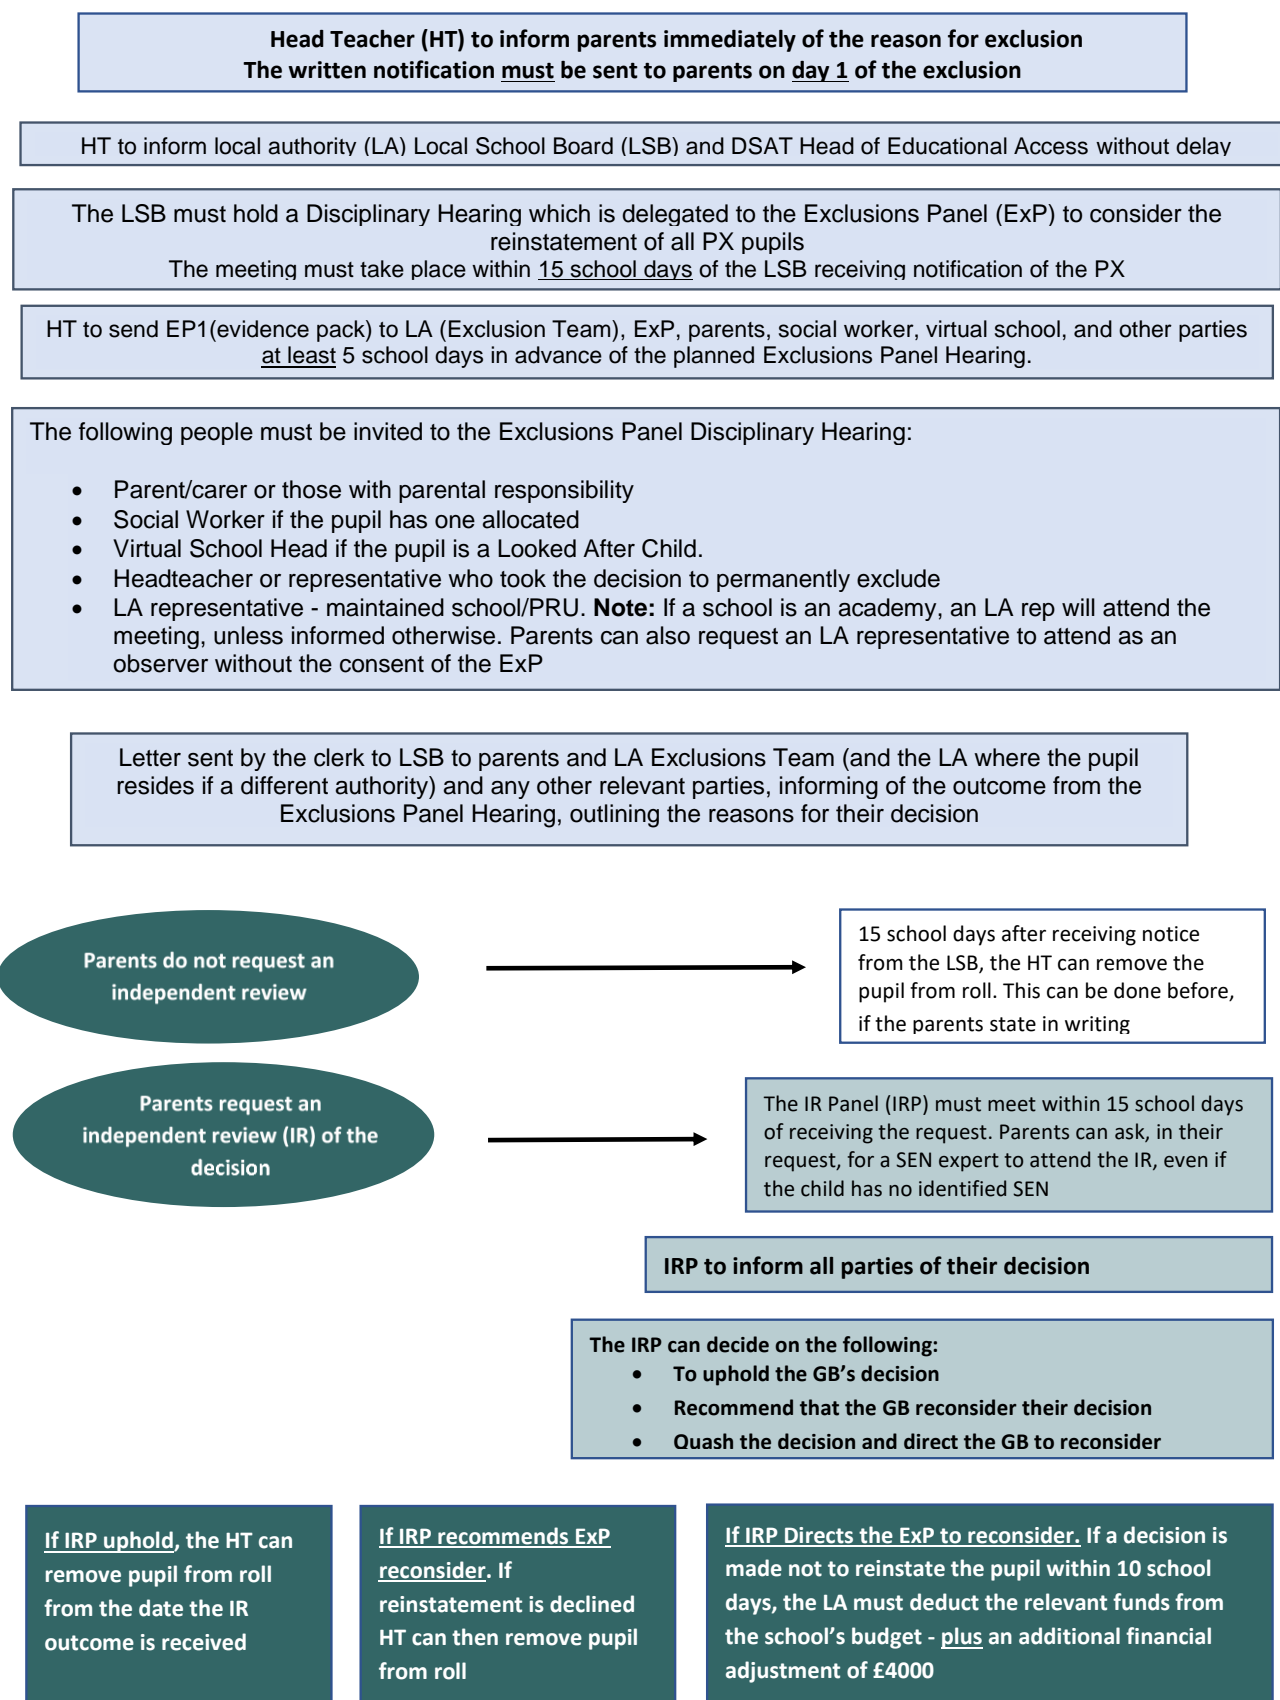 Head Teacher (HT) to inform parents immediately of the reason for exclusion
The written notification must be sent to parents on day 1 of the exclusion
HT to inform local authority (LA) Local School Board (LSB) and DSAT Head of Educational Access without delay
The LSB must hold a Disciplinary Hearing which is delegated to the Exclusions Panel (ExP) to consider the
reinstatement of all PX pupils
The meeting must take place within 15 school days of the LSB receiving notification of the PX
HT to send EP1(evidence pack) to LA (Exclusion Team), ExP, parents, social worker, virtual school, and other parties
at least 5 school days in advance of the planned Exclusions Panel Hearing.
The following people must be invited to the Exclusions Panel Disciplinary Hearing:
• Parent/carer or those with parental responsibility
• Social Worker if the pupil has one allocated
• Virtual School Head if the pupil is a Looked After Child.
• Headteacher or representative who took the decision to permanently exclude
• LA representative - maintained school/PRU. Note: If a school is an academy, an LA rep will attend the
meeting, unless informed otherwise. Parents can also request an LA representative to attend as an
observer without the consent of the ExP
Letter sent by the clerk to LSB to parents and LA Exclusions Team (and the LA where the pupil
resides if a different authority) and any other relevant parties, informing of the outcome from the
Exclusions Panel Hearing, outlining the reasons for their decision
Parents do not request an
independent review
15 school days after receiving notice
from the LSB, the HT can remove the
pupil from roll. This can be done before,
if the parents state in writing
Parents request an
independent review (IR) of the
decision
The IR Panel (IRP) must meet within 15 school days
of receiving the request. Parents can ask, in their
request, for a SEN expert to attend the IR, even if
the child has no identified SEN
IRP to inform all parties of their decision
The IRP can decide on the following:
• To uphold the GB's decision
• Recommend that the GB reconsider their decision
• Quash the decision and direct the GB to reconsider
If IRP uphold, the HT can
remove pupil from roll
from the date the IR
outcome is received
If IRP recommends ExP
reconsider. If
reinstatement is declined
HT can then remove pupil
from roll
If IRP Directs the ExP to reconsider. If a decision is
made not to reinstate the pupil within 10 school
days, the LA must deduct the relevant funds from
the school's budget - plus an additional financial
adjustment of £4000